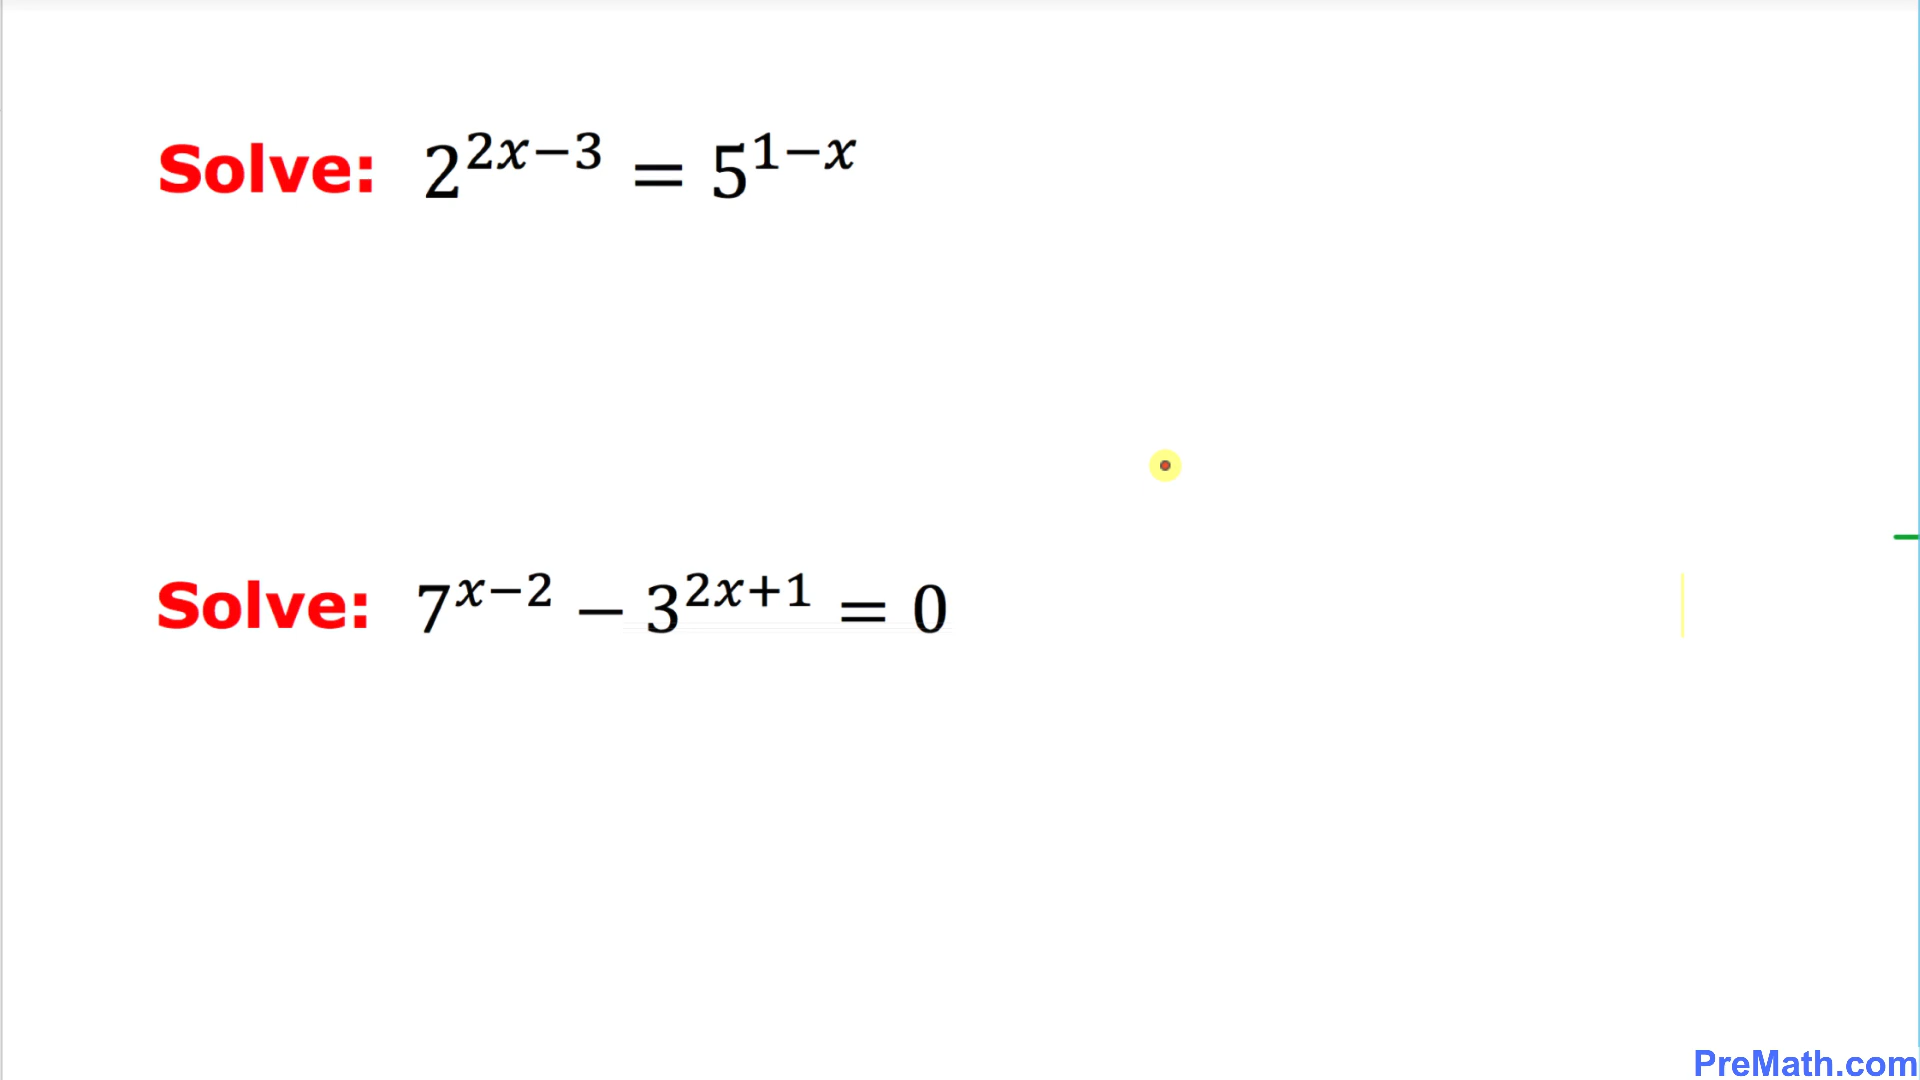 Solve: 2^{2x−3} = 5^{1−x}
Solve: 7^{x−2} − 3^{2x+1} = 0
PreMath.com